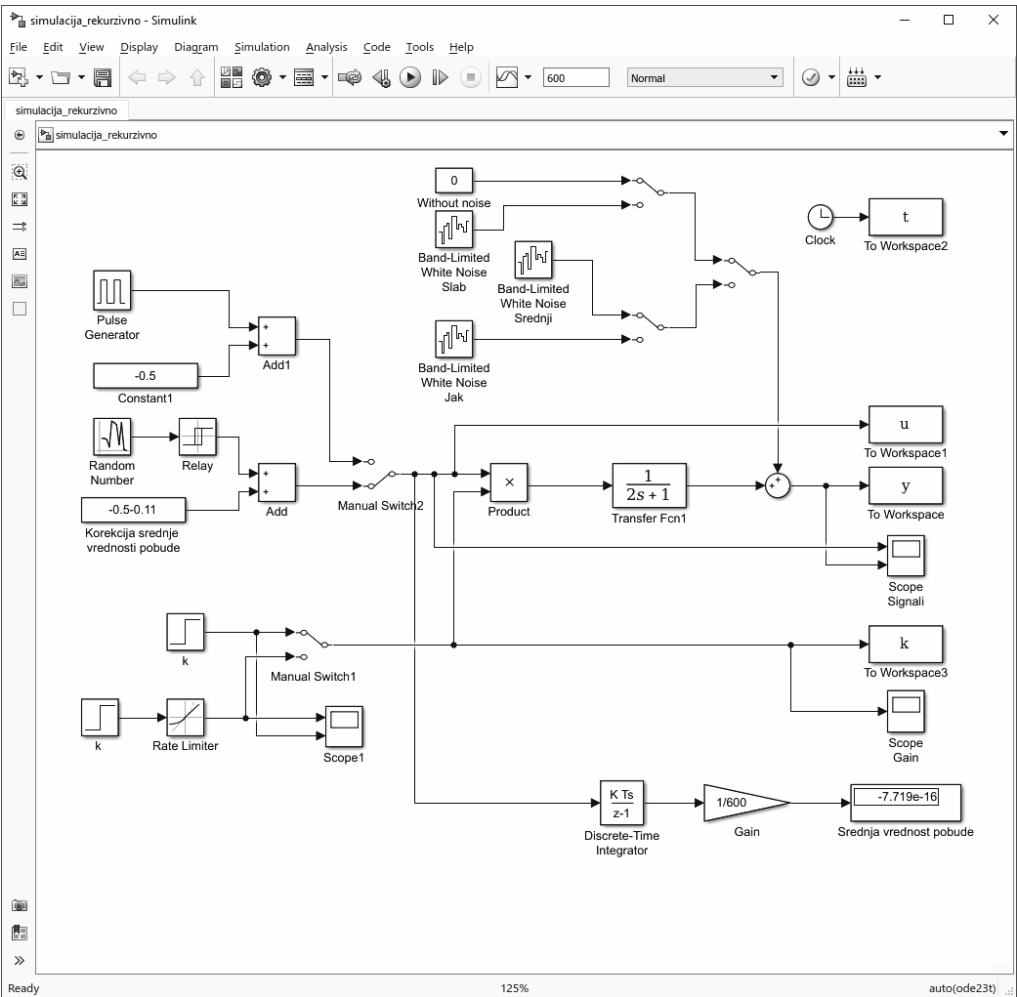 simulacija_rekurzivno - Simulink
File Edit View Display Diagram Simulation Analysis Code Tools Help
600
Normal
simulacija_rekurzivno
simulacija_rekurzivno
0
Without noise
Band-Limited
White Noise
Slab
Band-Limited
White Noise
Srednji
Band-Limited
White Noise
Jak
Clock
t
To Workspace2
Pulse
Generator
+
+
Add1
-0.5
Constant1
Random
Number
Relay
+
+
Add
-0.5-0.11
Korekcija srednje
vrednosti pobude
Manual Switch2
×
Product
1
2s + 1
Transfer Fcn1
+
+
u
To Workspace1
y
To Workspace
Scope
Signali
k
Manual Switch1
k
To Workspace3
k
Rate Limiter
Scope1
Scope
Gain
K Ts
z-1
Discrete-Time
Integrator
1/600
Gain
-7.719e-16
Srednja vrednost pobude
Ready
125%
auto(ode23t)